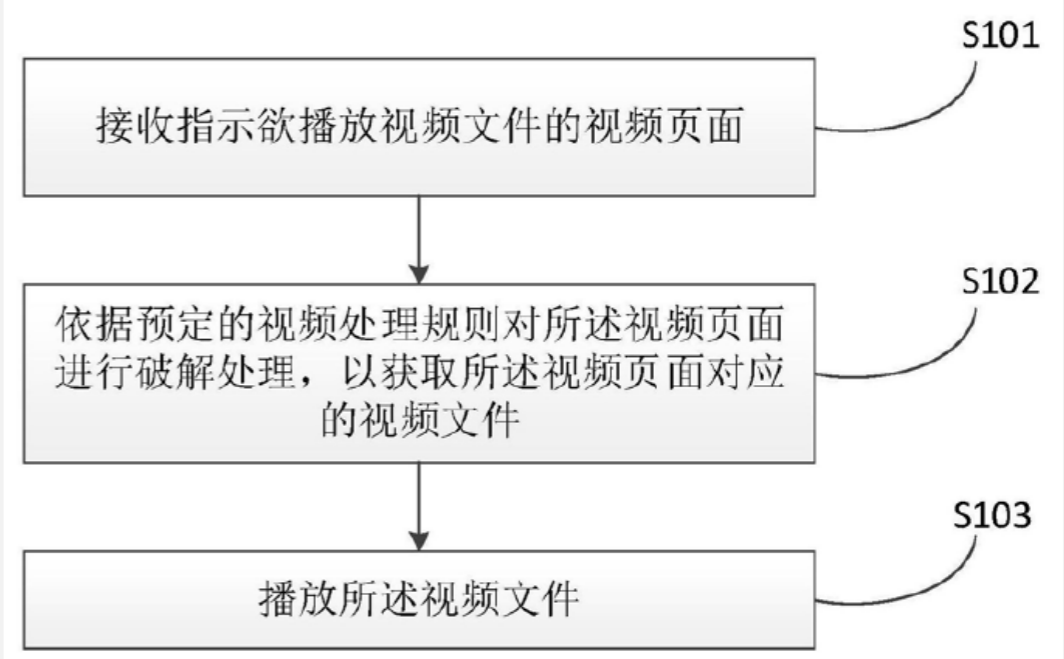 S101
接收指示欲播放视频文件的视频页面
S102
依据预定的视频处理规则对所述视频页面
进行破解处理，以获取所述视频页面对应
的视频文件
S103
播放所述视频文件